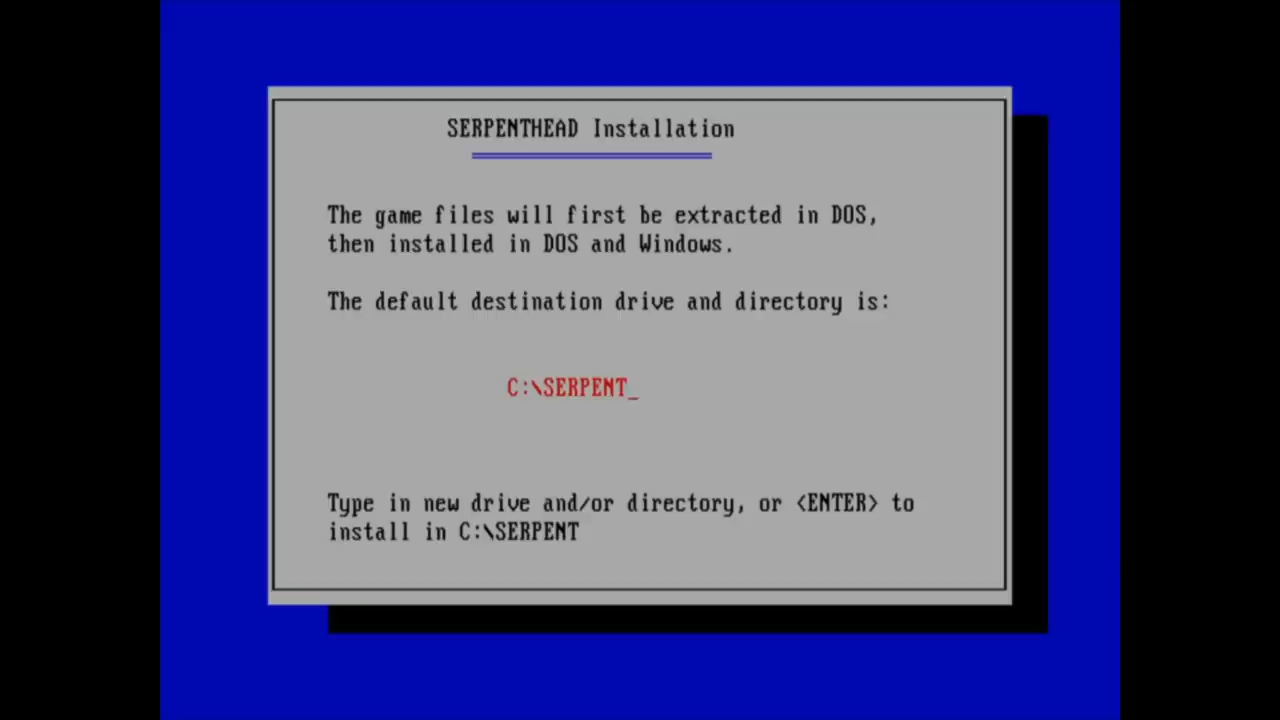 SERPENTHEAD Installation
The game files will first be extracted in DOS,
then installed in DOS and Windows.
The default destination drive and directory is:
C:\SERPENT_
Type in new drive and/or directory, or <ENTER> to
install in C:\SERPENT